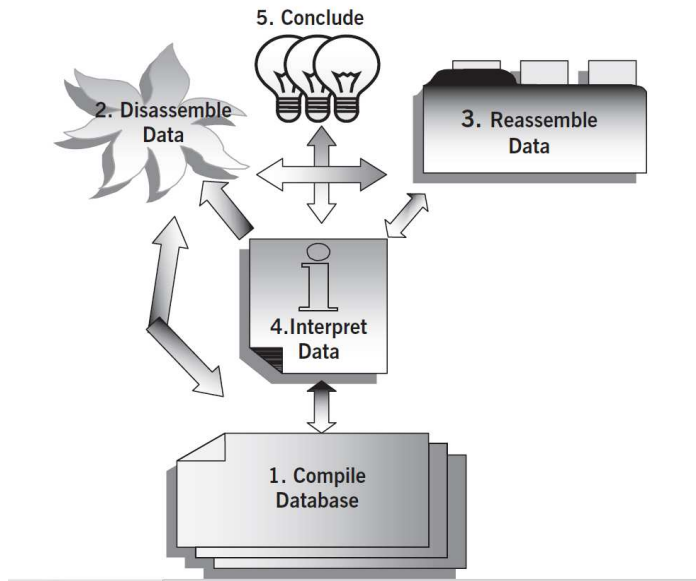 5. Conclude
2. Disassemble
Data
3. Reassemble
Data
i
4.Interpret
Data
1. Compile
Database